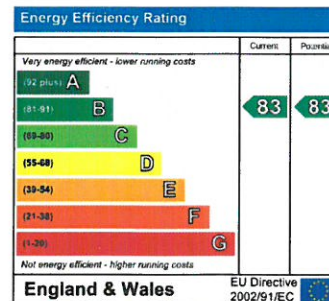 Energy Efficiency Rating
Current Potentia
Very energy efficient - lower running costs
(92 plus) A
(81-91) B
83 83
(69-80) C
(55-68) D
(39-54) E
(21-38) F
(1-20) G
Not energy efficient - higher running costs
England & Wales
EU Directive
2002/91/EC